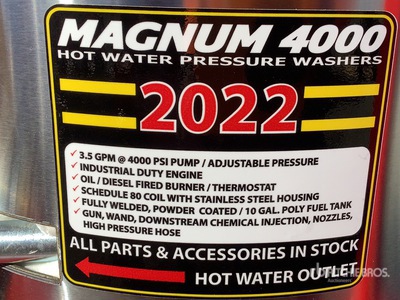 MAGNUM 4000
HOT WATER PRESSURE WASHERS
2022
✓ 3.5 GPM @ 4000 PSI PUMP / ADJUSTABLE PRESSURE
✓ INDUSTRIAL DUTY ENGINE
✓ OIL / DIESEL FIRED BURNER / THERMOSTAT
✓ SCHEDULE 80 COIL WITH STAINLESS STEEL HOUSING
✓ FULLY WELDED, POWDER COATED / 10 GAL. POLY FUEL TANK
✓ GUN, WAND, DOWNSTREAM CHEMICAL INJECTION, NOZZLES,
HIGH PRESSURE HOSE
ALL PARTS & ACCESSORIES IN STOCK
HOT WATER OUTLET